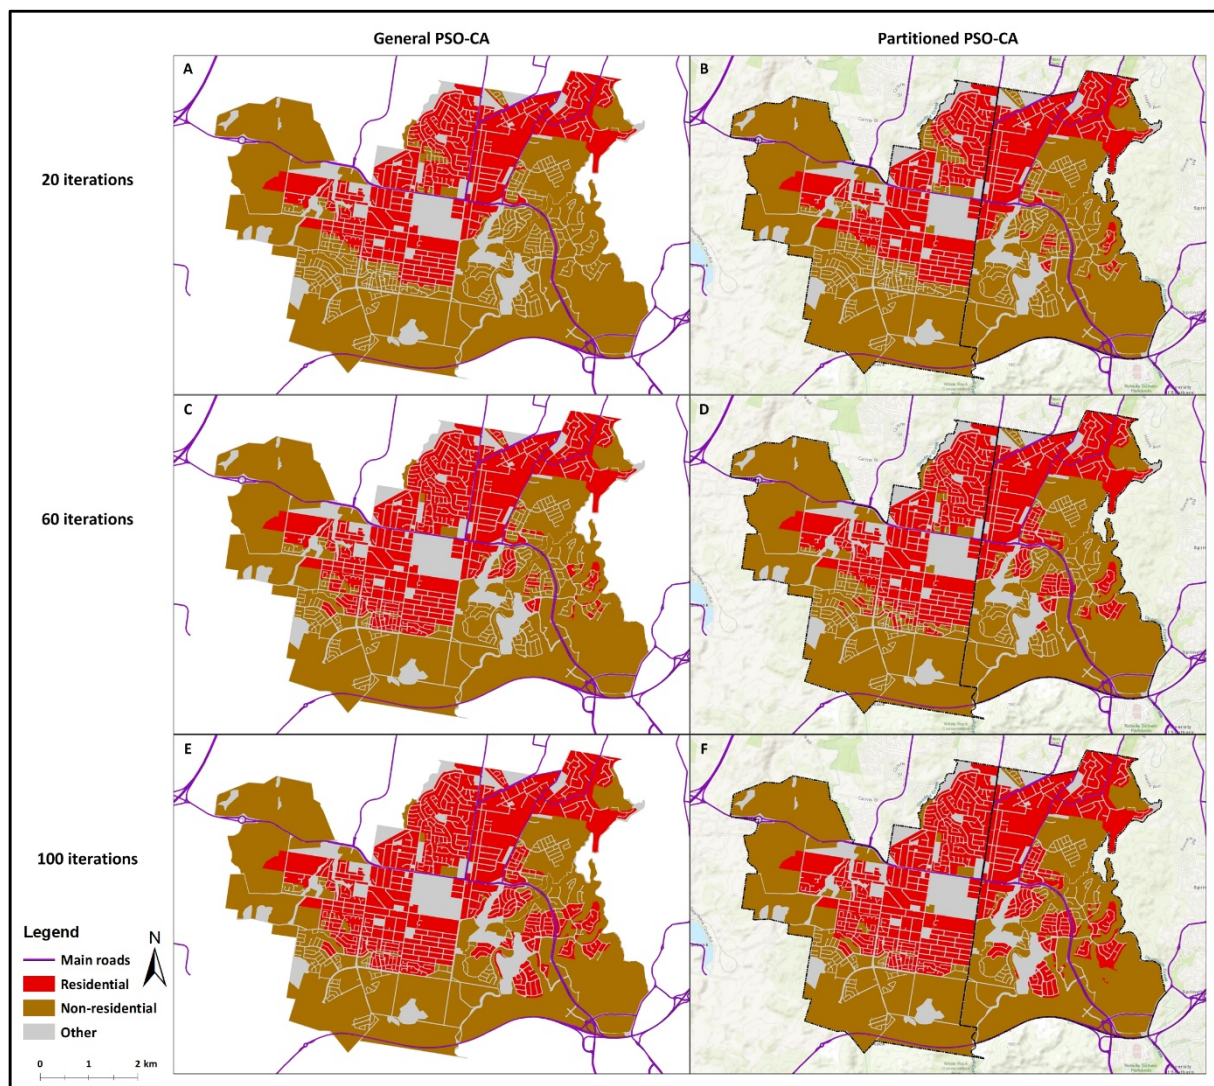 General PSO-CA
Partitioned PSO-CA
A
B
20 iterations
C
D
60 iterations
E
F
100 iterations
Legend
N
Main roads
Residential
Non-residential
Other
0 1 2 km